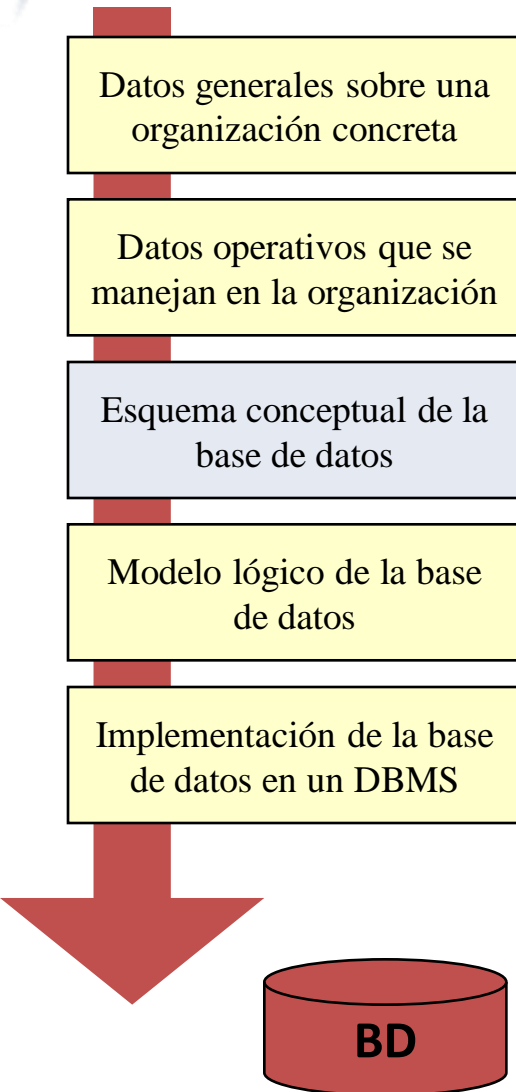 Datos generales sobre una
organización concreta
Datos operativos que se
manejan en la organización
Esquema conceptual de la
base de datos
Modelo lógico de la base
de datos
Implementación de la base
de datos en un DBMS
BD